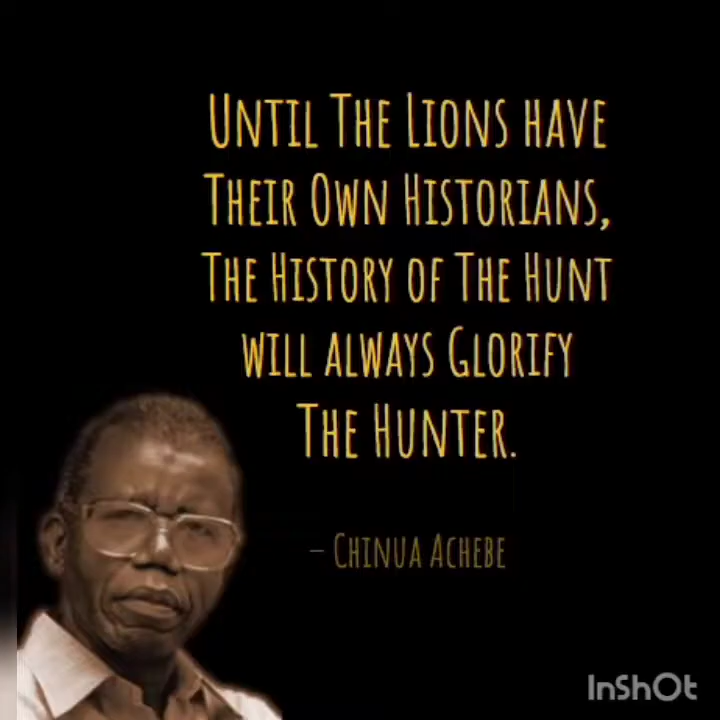 Until The Lions have
Their Own Historians,
The History of The Hunt
will always Glorify
The Hunter.
– Chinua Achebe
InShOt